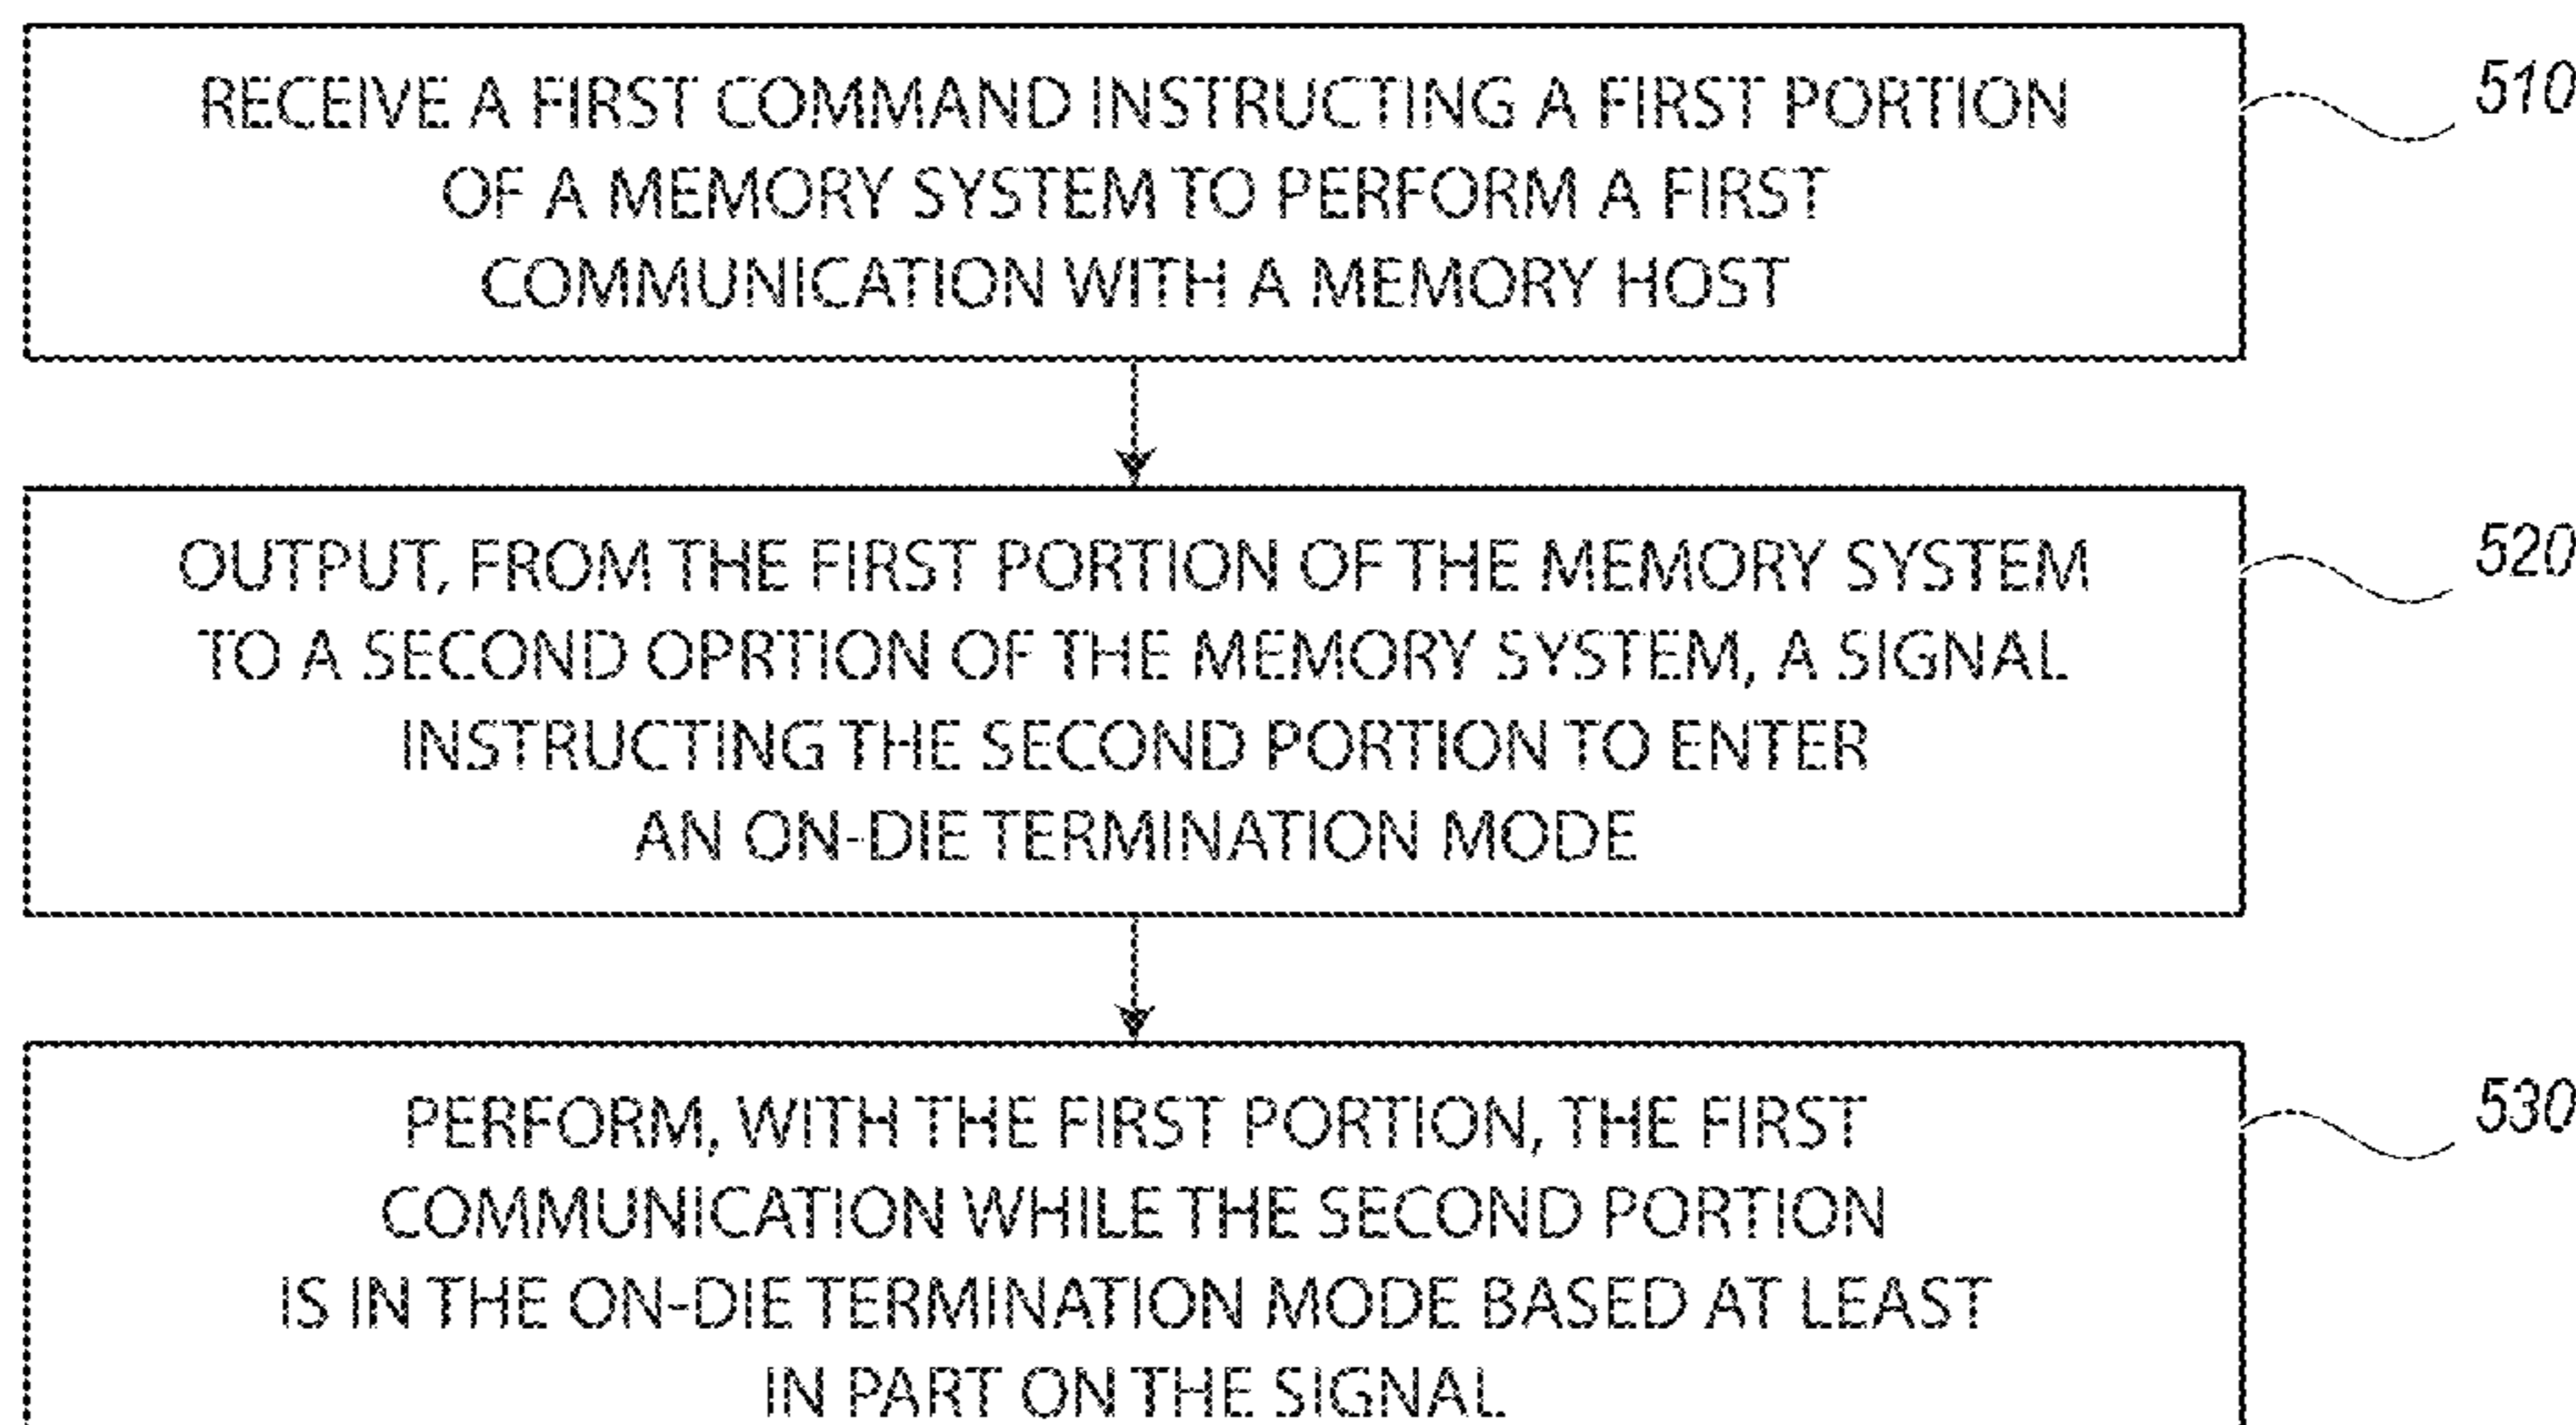 RECEIVE A FIRST COMMAND INSTRUCTING A FIRST PORTION
OF A MEMORY SYSTEM TO PERFORM A FIRST
COMMUNICATION WITH A MEMORY HOST
510
OUTPUT, FROM THE FIRST PORTION OF THE MEMORY SYSTEM
TO A SECOND OPRTION OF THE MEMORY SYSTEM, A SIGNAL
INSTRUCTING THE SECOND PORTION TO ENTER
AN ON-DIE TERMINATION MODE
520
PERFORM, WITH THE FIRST PORTION, THE FIRST
COMMUNICATION WHILE THE SECOND PORTION
IS IN THE ON-DIE TERMINATION MODE BASED AT LEAST
IN PART ON THE SIGNAL
530